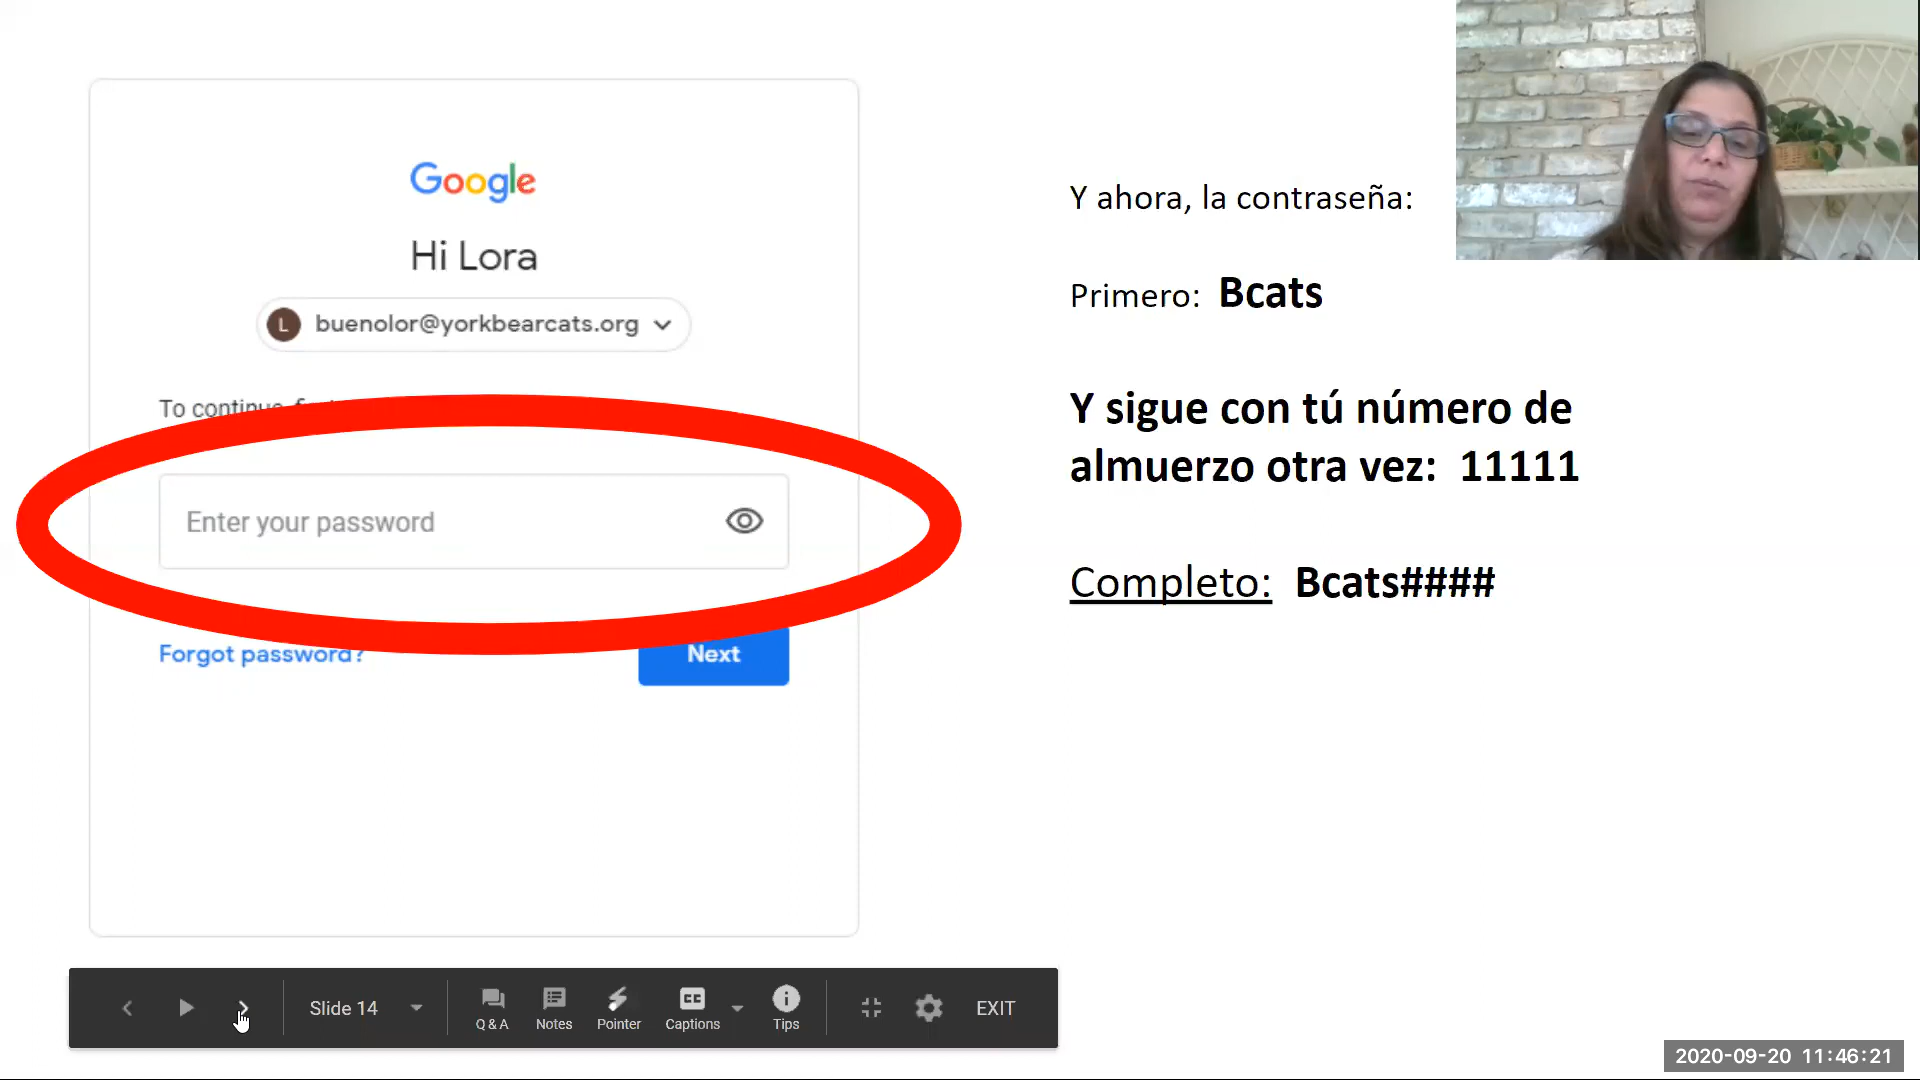 Google
Hi Lora
L buenolor@yorkbearcats.org
To continue, first
Enter your password
Forgot password?
Next
Y ahora, la contraseña:
Primero: Bcats
Y sigue con tú número de
almuerzo otra vez: 11111
Completo: Bcats####
Slide 14
Q & A
Notes
Pointer
CC
Captions
Tips
EXIT
2020-09-20 11:46:21